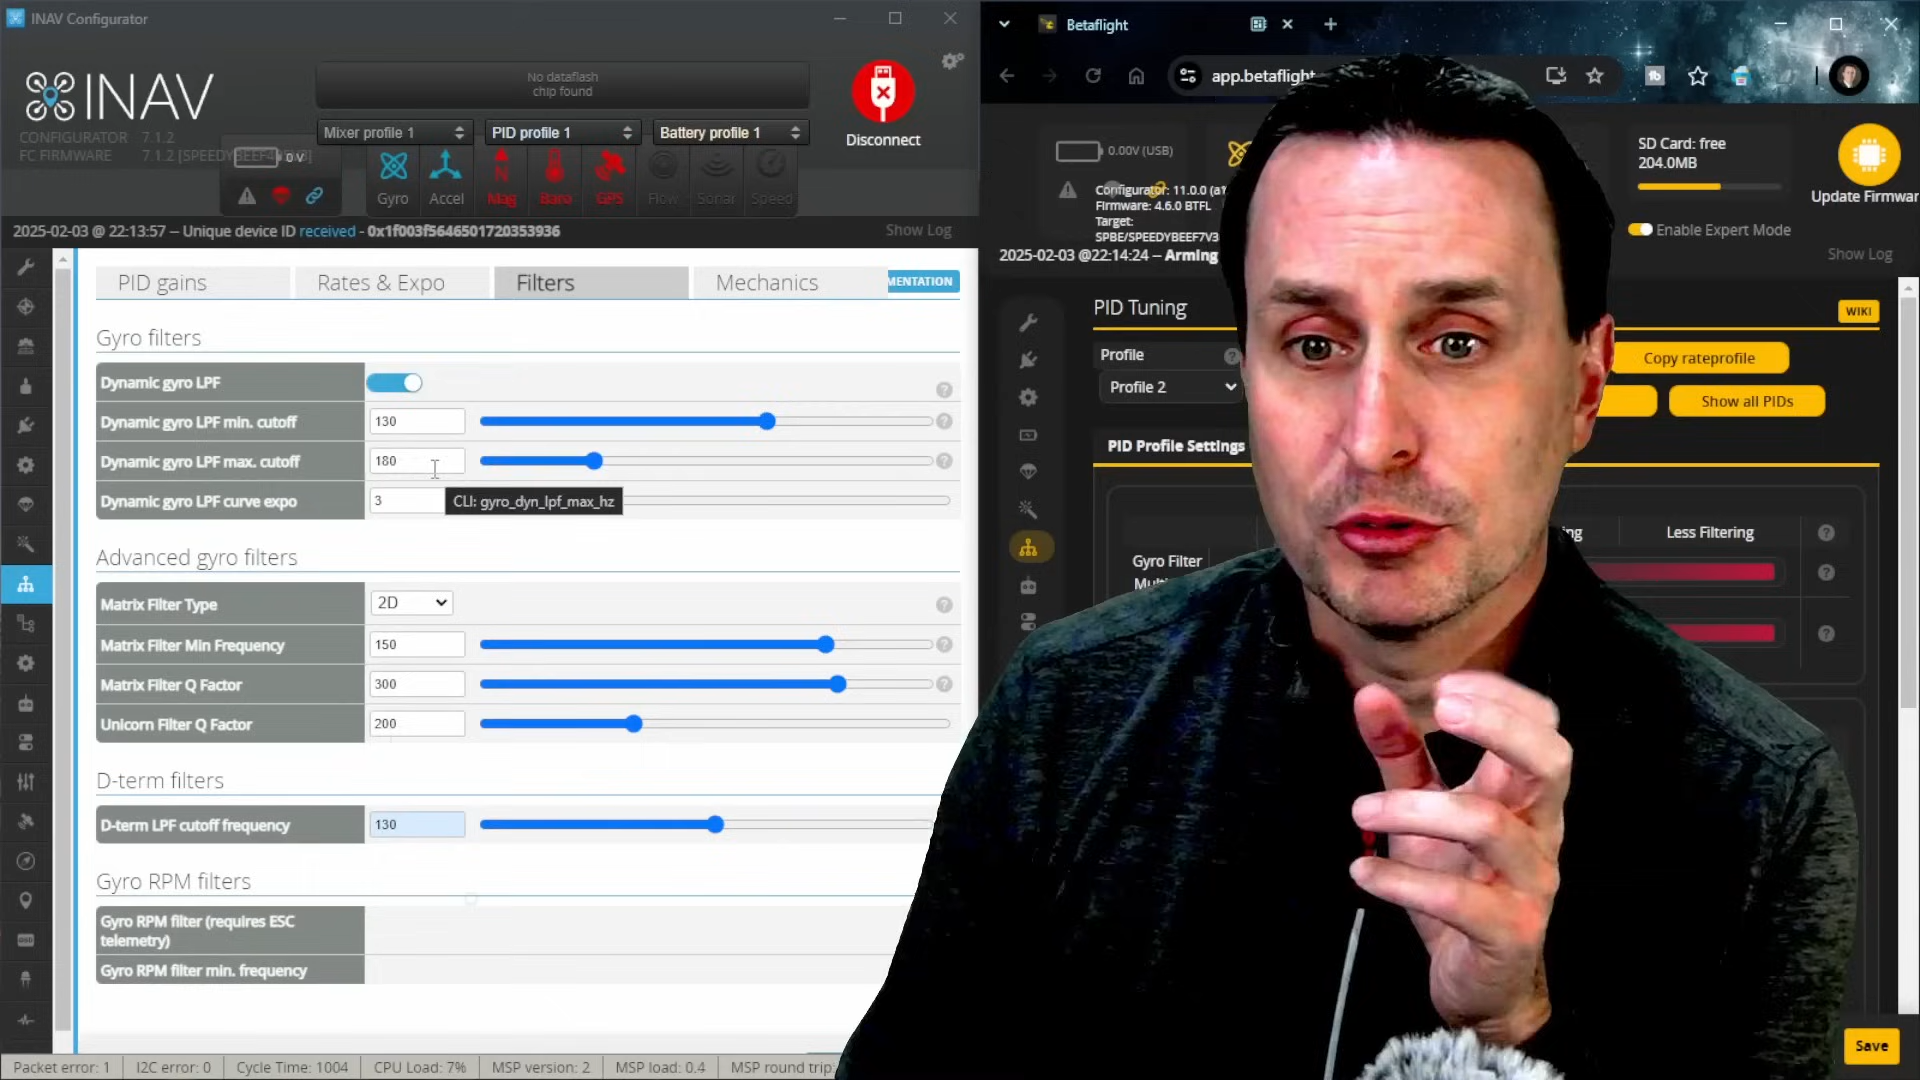 INAV Configurator
INAV
CONFIGURATOR 7.1.2
FC FIRMWARE 7.1.2
0 V
No dataflash
chip found
Mixer profile 1
PID profile 1
Battery profile 1
Disconnect
Gyro
Accel
Mag
Baro
GPS
Flow
Sonar
Speed
2025-02-03 @ 22:13:57 -- Unique device ID received - 0x1f003f5646501720353936
Show Log
PID gains
Rates & Expo
Filters
Mechanics
MENTATION
Gyro filters
Dynamic gyro LPF
Dynamic gyro LPF min. cutoff
130
Dynamic gyro LPF max. cutoff
180
Dynamic gyro LPF curve expo
3
CLI: gyro_dyn_lpf_max_hz
Advanced gyro filters
Matrix Filter Type
2D
Matrix Filter Min Frequency
150
Matrix Filter Q Factor
300
Unicorn Filter Q Factor
200
D-term filters
D-term LPF cutoff frequency
130
Gyro RPM filters
Gyro RPM filter (requires ESC
telemetry)
Gyro RPM filter min. frequency
Packet error: 1
I2C error: 0
Cycle Time: 1004
CPU Load: 7%
MSP version: 2
MSP load: 0.4
MSP round trip:
Betaflight
app.betaflight
tb
0.00V (USB)
Configurator: 11.0.0 (a1
Firmware: 4.6.0 BTFL
Target:
SPBE/SPEEDYBEEF7V3
SD Card: free
204.0MB
Update Firmwar
Enable Expert Mode
2025-02-03 @22:14:24 -- Arming
Show Log
PID Tuning
WIKI
Profile
Profile 2
Copy rateprofile
Show all PIDs
PID Profile Settings
Less Filtering
Gyro Filter
Save